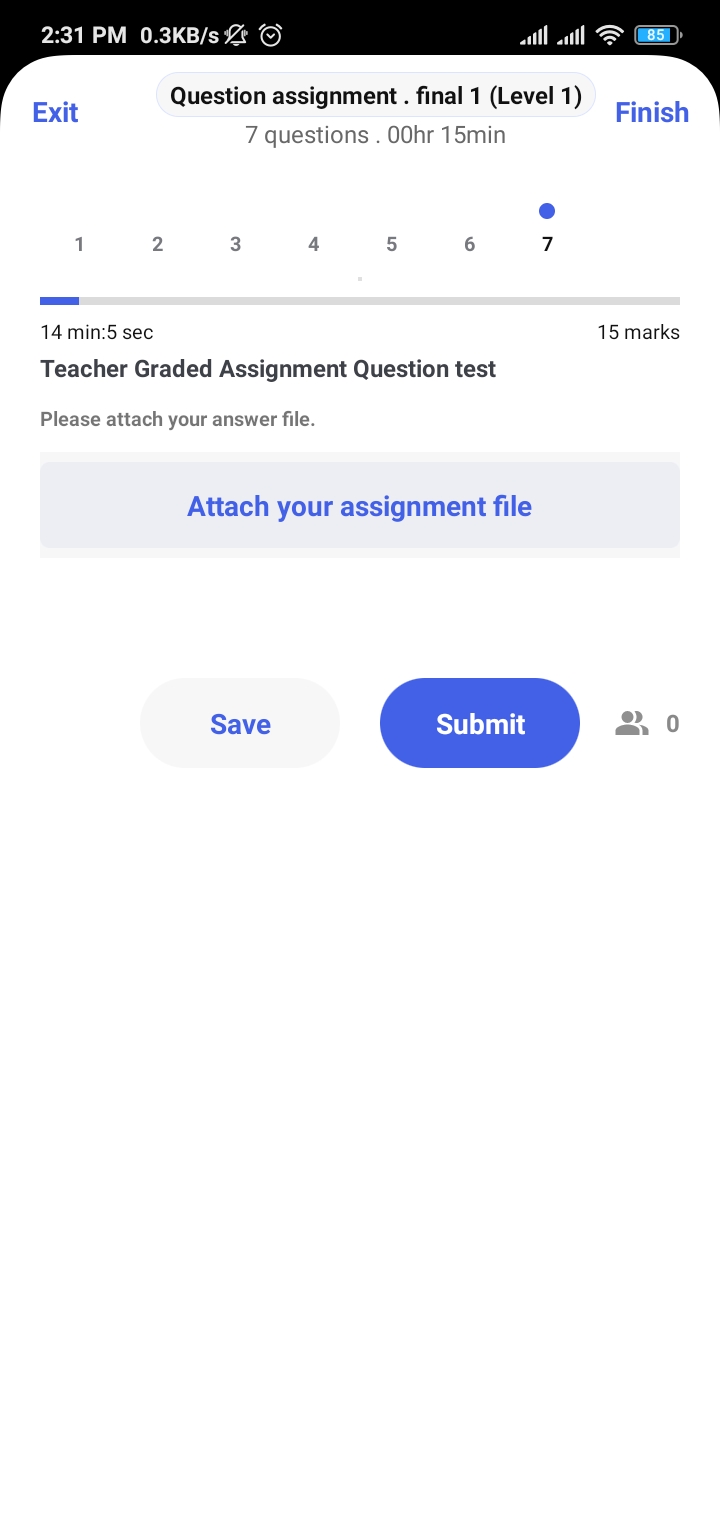 2:31 PM 0.3KB/s 85
Exit
Question assignment . final 1 (Level 1)
Finish
7 questions . 00hr 15min
1 2 3 4 5 6 7
14 min:5 sec 15 marks
Teacher Graded Assignment Question test
Please attach your answer file.
Attach your assignment file
Save Submit 0